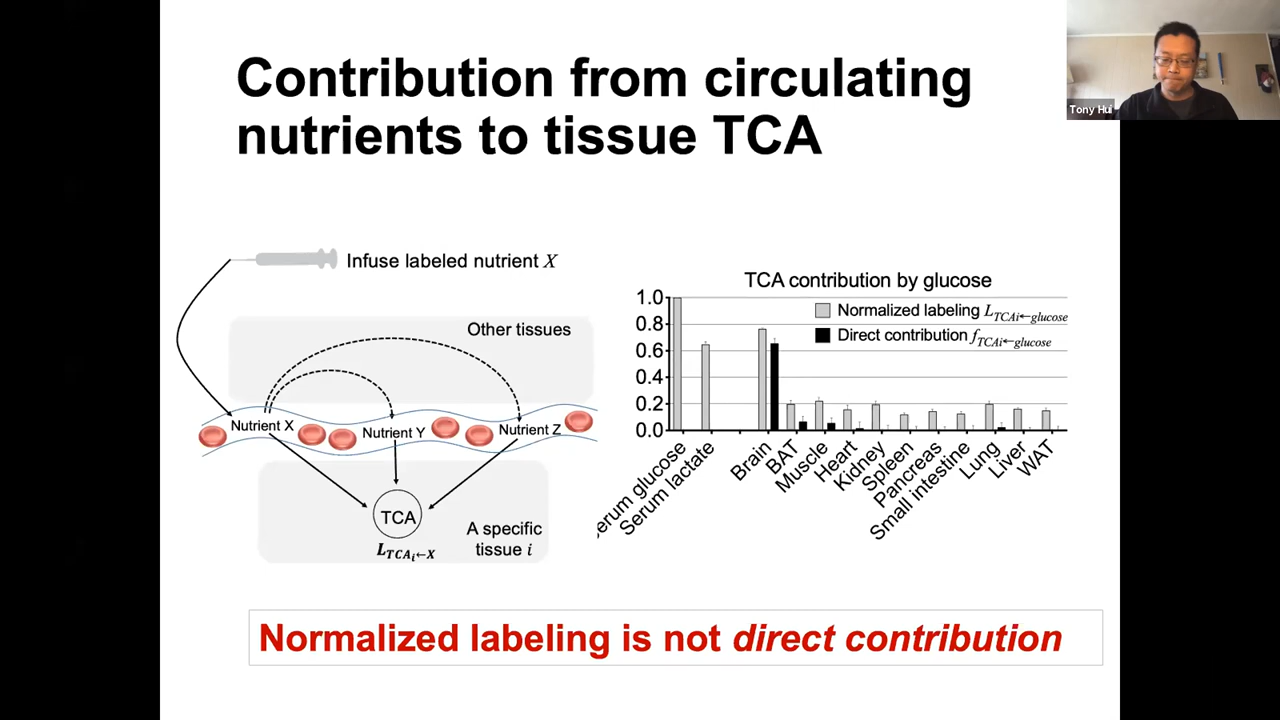 Contribution from circulating
nutrients to tissue TCA
Tony Hui
Infuse labeled nutrient X
Other tissues
Nutrient X
Nutrient Y
Nutrient Z
TCA
L_TCAi←X
A specific
tissue i
TCA contribution by glucose
Normalized labeling L_TCAi←glucose
Direct contribution f_TCAi←glucose
1.0
0.8
0.6
0.4
0.2
0.0
erum glucose
Serum lactate
Brain
BAT
Muscle
Heart
Kidney
Spleen
Pancreas
Small intestine
Lung
Liver
WAT
Normalized labeling is not direct contribution